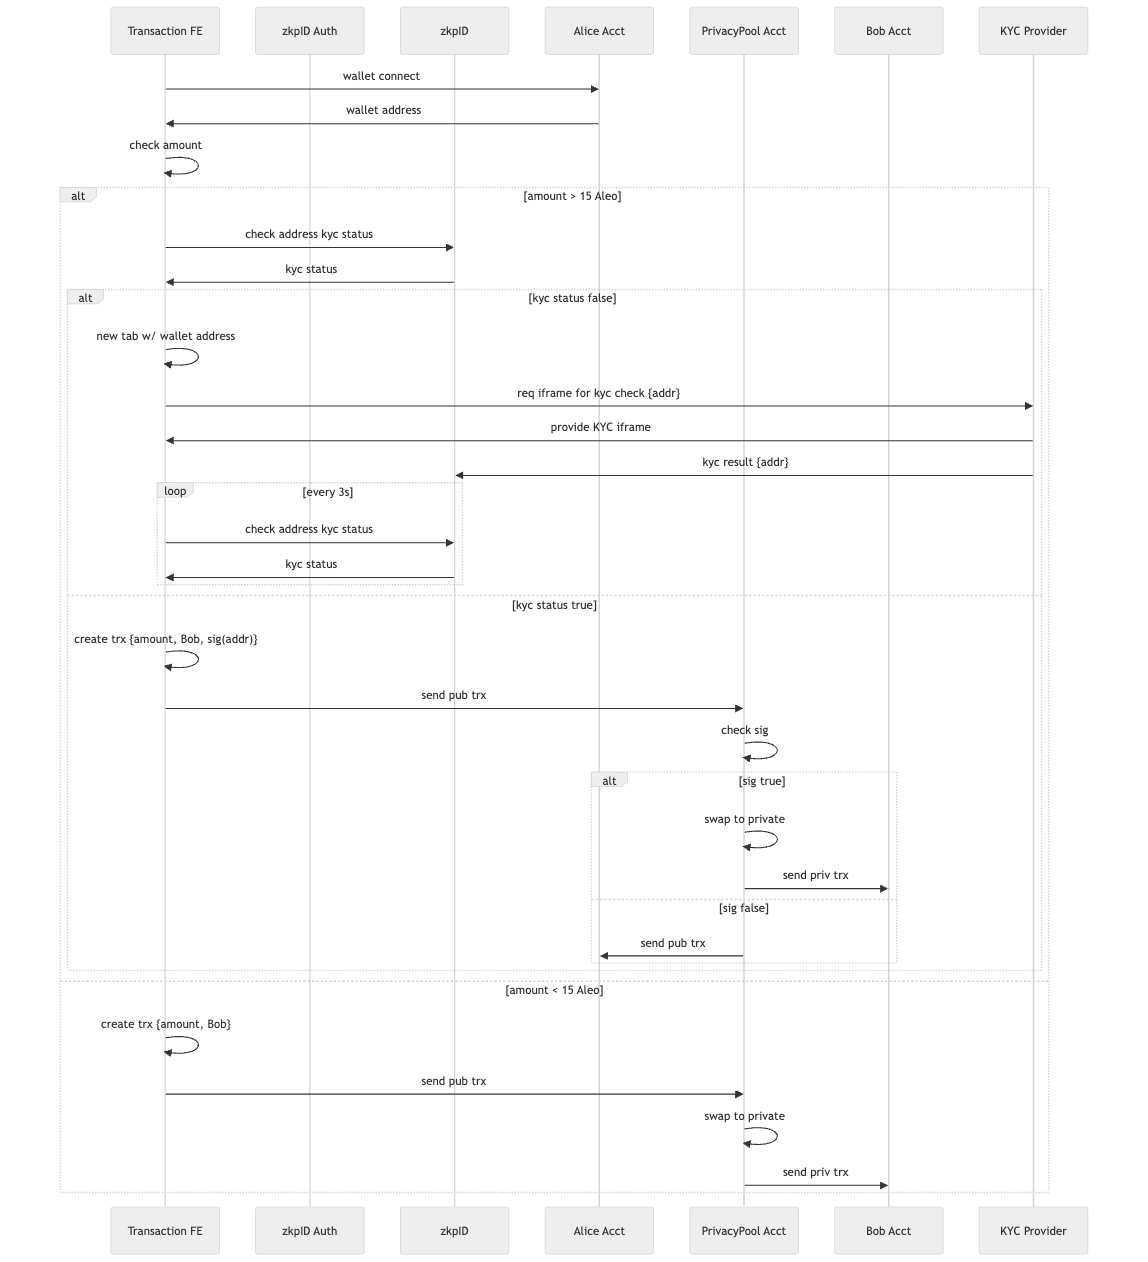 Transaction FE
zkpID Auth
zkpID
Alice Acct
PrivacyPool Acct
Bob Acct
KYC Provider
wallet connect
wallet address
check amount
alt
[amount > 15 Aleo]
check address kyc status
kyc status
alt
[kyc status false]
new tab w/ wallet address
req iframe for kyc check {addr}
provide KYC iframe
kyc result {addr}
loop
[every 3s]
check address kyc status
kyc status
[kyc status true]
create trx {amount, Bob, sig(addr)}
send pub trx
check sig
alt
[sig true]
swap to private
send priv trx
[sig false]
send pub trx
[amount < 15 Aleo]
create trx {amount, Bob}
send pub trx
swap to private
send priv trx
Transaction FE
zkpID Auth
zkpID
Alice Acct
PrivacyPool Acct
Bob Acct
KYC Provider